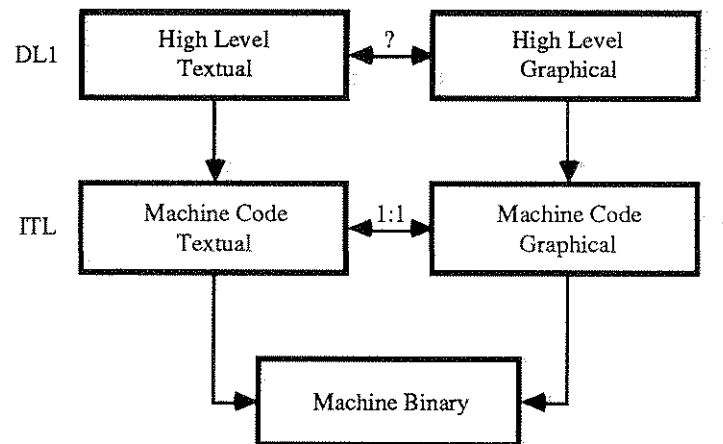 DL1
High Level
Textual
?
High Level
Graphical
ITL
Machine Code
Textual
1:1
Machine Code
Graphical
Machine Binary